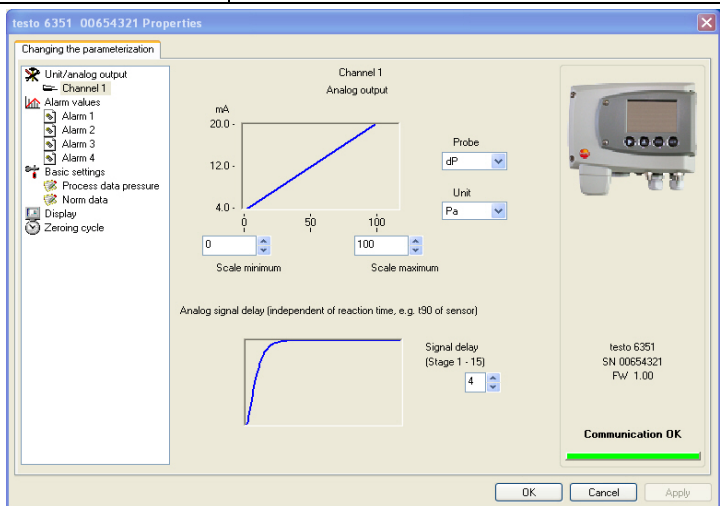 testo 6351 00654321 Properties
Changing the parameterization
Unit/analog output
Channel 1
Alarm values
Alarm 1
Alarm 2
Alarm 3
Alarm 4
Basic settings
Process data pressure
Norm data
Display
Zeroing cycle
Channel 1
Analog output
mA
20.0 -
12.0 -
4.0 -
0 50 100
Probe
dP
Unit
Pa
0 100
Scale minimum Scale maximum
Analog signal delay (independent of reaction time, e.g. t90 of sensor)
Signal delay
(Stage 1 - 15)
4
testo 6351
SN 00654321
FW 1.00
Communication OK
OK Cancel Apply